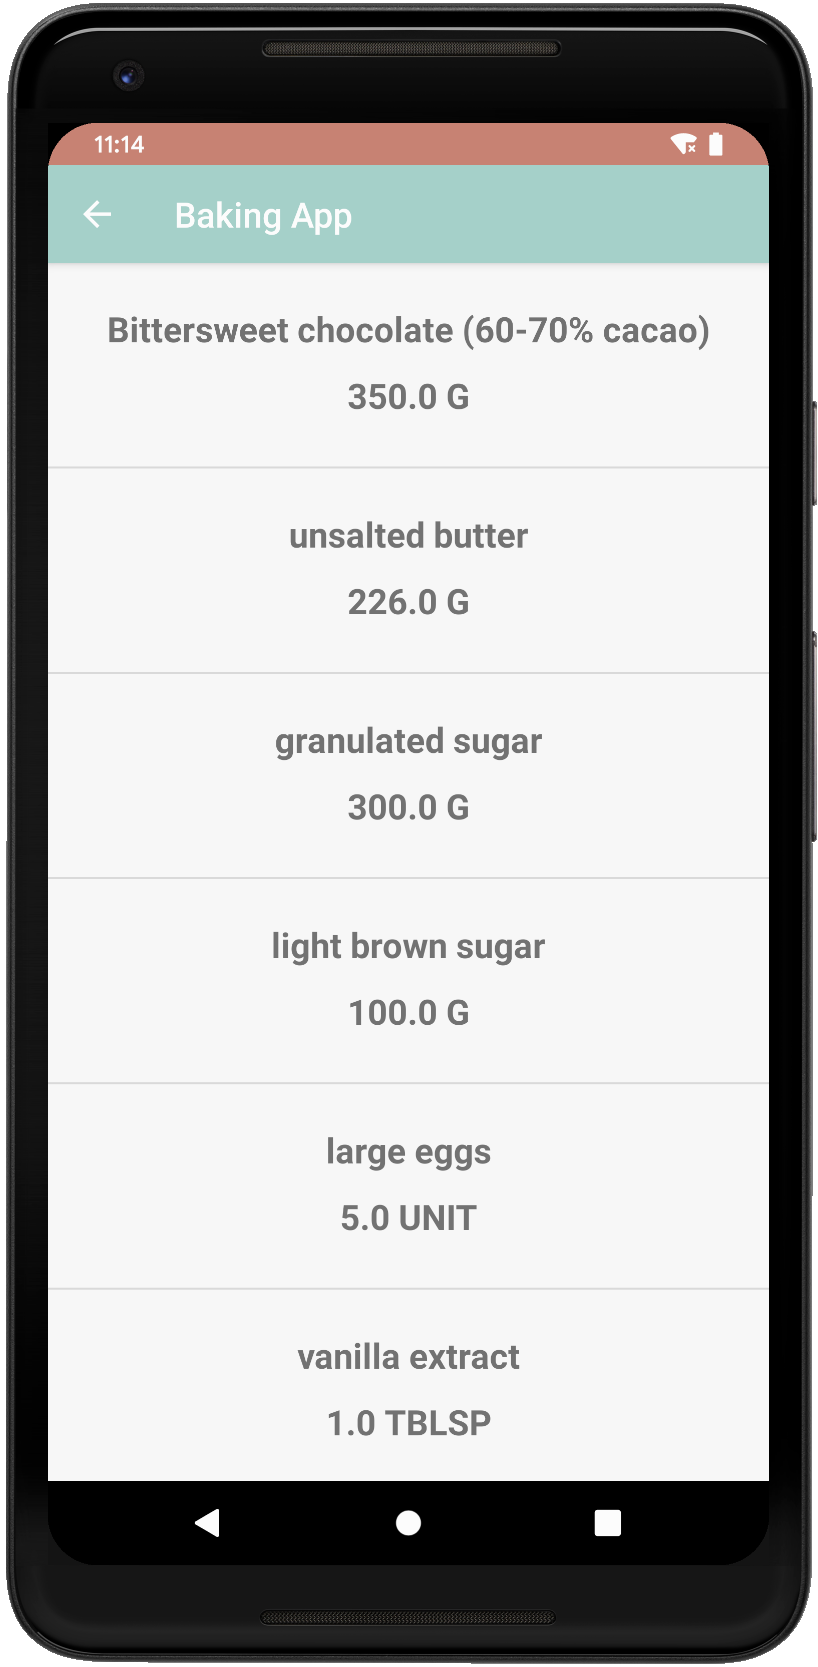 11:14
Baking App
Bittersweet chocolate (60-70% cacao)
350.0 G
unsalted butter
226.0 G
granulated sugar
300.0 G
light brown sugar
100.0 G
large eggs
5.0 UNIT
vanilla extract
1.0 TBLSP